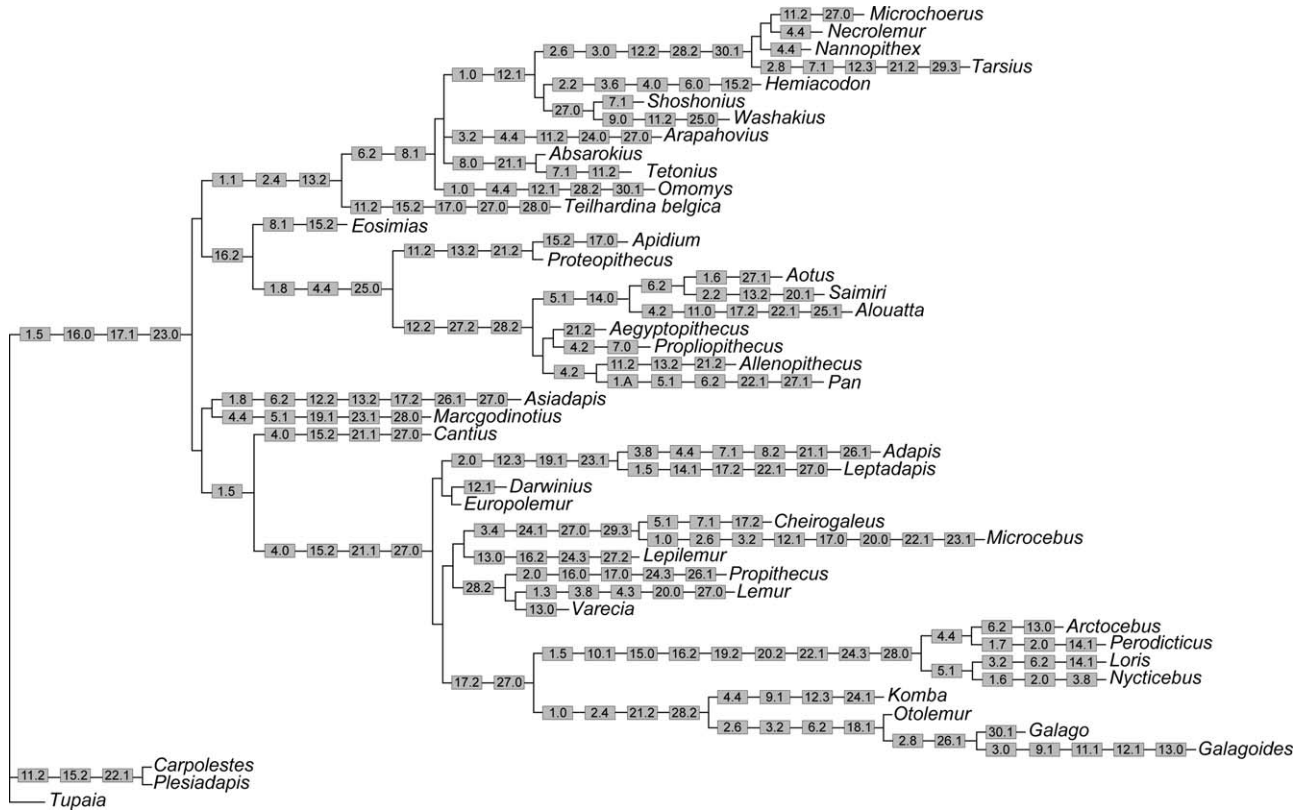 11.2 27.0 Microchoerus
4.4 Necrolemur
2.6 3.0 12.2 28.2 30.1 4.4 Nannopithex
2.8 7.1 12.3 21.2 29.3 Tarsius
1.0 12.1
2.2 3.6 4.0 6.0 15.2 Hemiacodon
7.1 Shoshonius
27.0
9.0 11.2 25.0 Washakius
3.2 4.4 11.2 24.0 27.0 Arapahovius
6.2 8.1 Absarokius
8.0 21.1
7.1 11.2 Tetonius
1.1 2.4 13.2
1.0 4.4 12.1 28.2 30.1 Omomys
11.2 15.2 17.0 27.0 28.0 Teilhardina belgica
8.1 15.2 Eosimias
15.2 17.0 Apidium
16.2 11.2 13.2 21.2
Proteopithecus
1.6 27.1 Aotus
6.2
1.8 4.4 25.0 2.2 13.2 20.1 Saimiri
5.1 14.0
4.2 11.0 17.2 22.1 25.1 Alouatta
12.2 27.2 28.2
21.2 Aegyptopithecus
1.5 16.0 17.1 23.0
4.2 7.0 Propliopithecus
11.2 13.2 21.2 Allenopithecus
4.2
1.A 5.1 6.2 22.1 27.1 Pan
1.8 6.2 12.2 13.2 17.2 26.1 27.0 Asiadapis
4.4 5.1 19.1 23.1 28.0 Marcgodinotius
4.0 15.2 21.1 27.0 Cantius
3.8 4.4 7.1 8.2 21.1 26.1 Adapis
2.0 12.3 19.1 23.1
1.5 14.1 17.2 22.1 27.0 Leptadapis
1.5 12.1 Darwinius
Europolemur
5.1 7.1 17.2 Cheirogaleus
3.4 24.1 27.0 29.3
1.0 2.6 3.2 12.1 17.0 20.0 22.1 23.1 Microcebus
4.0 15.2 21.1 27.0
13.0 16.2 24.3 27.2 Lepilemur
2.0 16.0 17.0 24.3 26.1 Propithecus
28.2
1.3 3.8 4.3 20.0 27.0 Lemur
13.0 Varecia
6.2 13.0 Arctocebus
4.4
1.7 2.0 14.1 Perodicticus
1.5 10.1 15.0 16.2 19.2 20.2 22.1 24.3 28.0
3.2 6.2 14.1 Loris
5.1
1.6 2.0 3.8 Nycticebus
17.2 27.0
4.4 9.1 12.3 24.1 Komba
1.0 2.4 21.2 28.2
Otolemur
2.6 3.2 6.2 18.1
30.1 Galago
2.8 26.1
3.0 9.1 11.1 12.1 13.0 Galagoides
Carpolestes
11.2 15.2 22.1
Plesiadapis
Tupaia